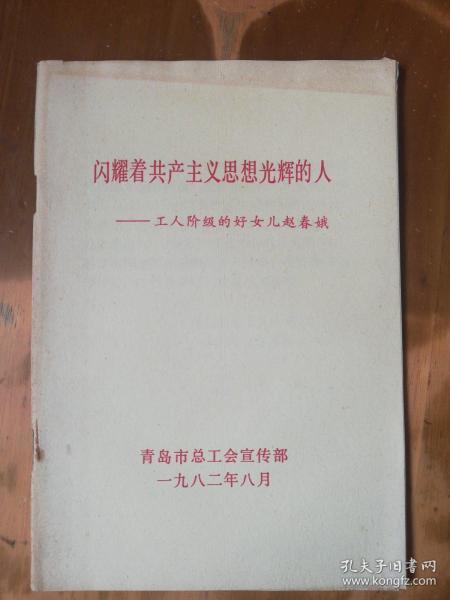 闪耀着共产主义思想光辉的人
——工人阶级的好女儿赵春娥
青岛市总工会宣传部
一九八二年八月
孔夫子旧书网
www.kongfz.com